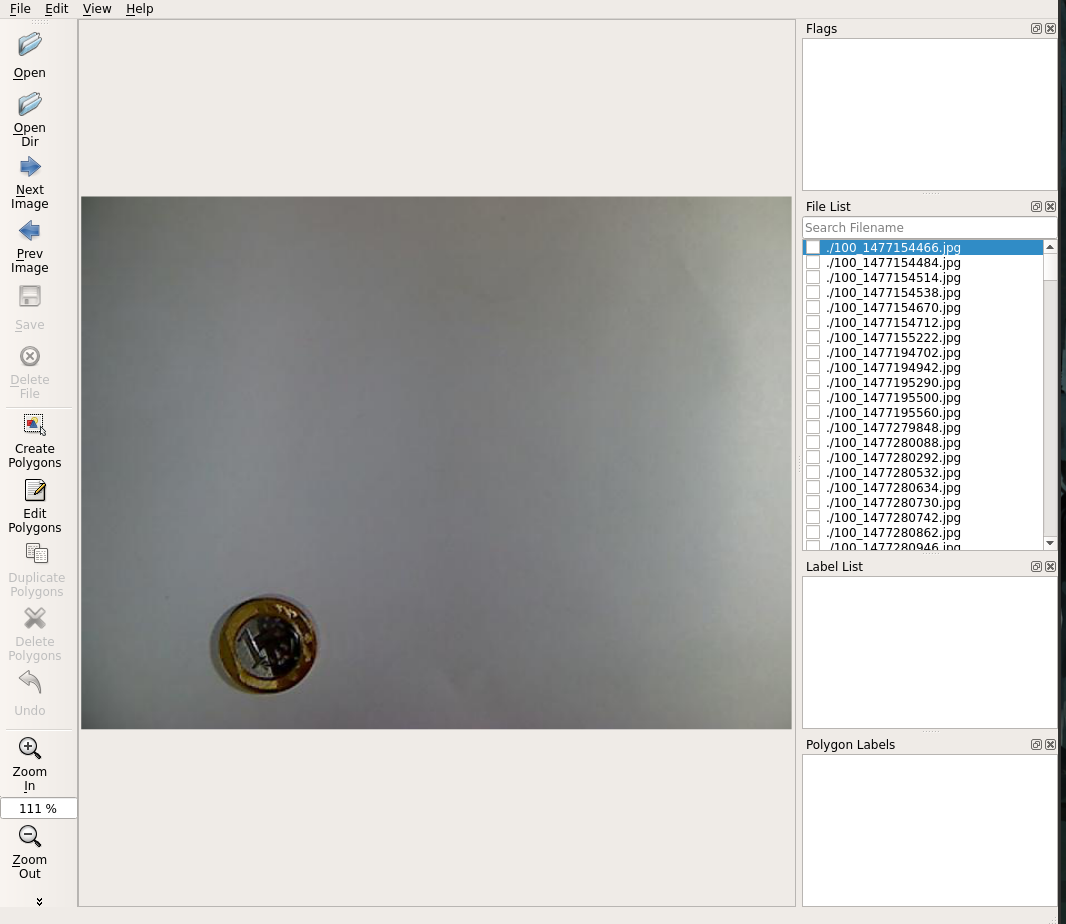 File Edit View Help
Open
Open
Dir
Next
Image
Prev
Image
Save
Delete
File
Create
Polygons
Edit
Polygons
Duplicate
Polygons
Delete
Polygons
Undo
Zoom
In
111 %
Zoom
Out
Flags
File List
Search Filename
./100_1477154466.jpg
./100_1477154484.jpg
./100_1477154514.jpg
./100_1477154538.jpg
./100_1477154670.jpg
./100_1477154712.jpg
./100_1477155222.jpg
./100_1477194702.jpg
./100_1477194942.jpg
./100_1477195290.jpg
./100_1477195500.jpg
./100_1477195560.jpg
./100_1477279848.jpg
./100_1477280088.jpg
./100_1477280292.jpg
./100_1477280532.jpg
./100_1477280634.jpg
./100_1477280730.jpg
./100_1477280742.jpg
./100_1477280862.jpg
./100_1477280946.jpg
Label List
Polygon Labels